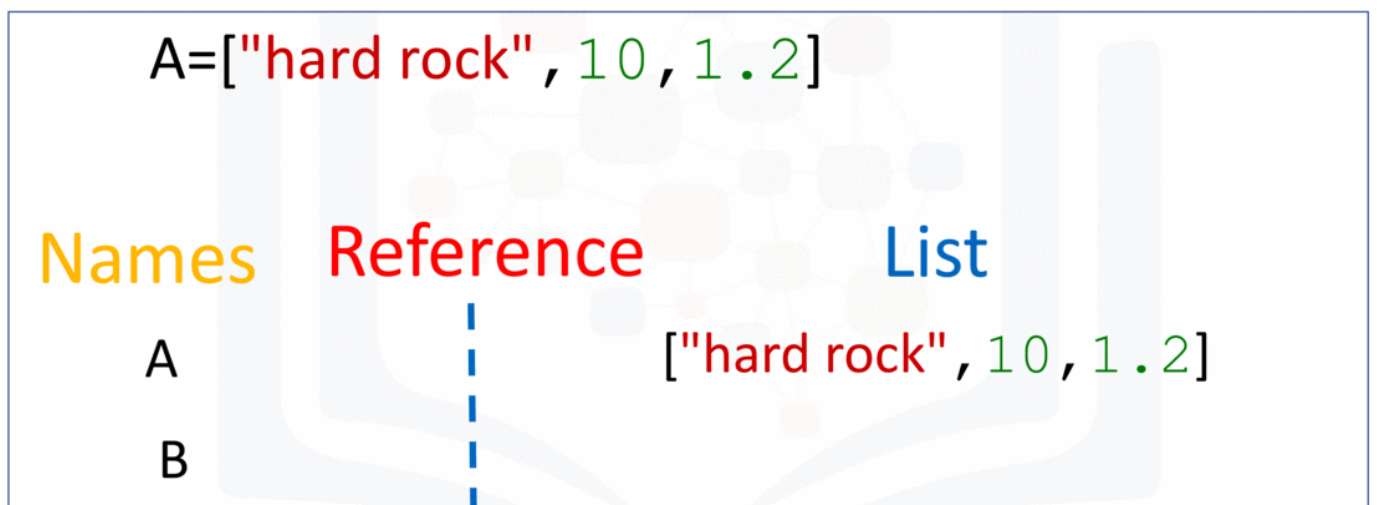 A=["hard rock",10,1.2]
Names Reference List
A ["hard rock",10,1.2]
B